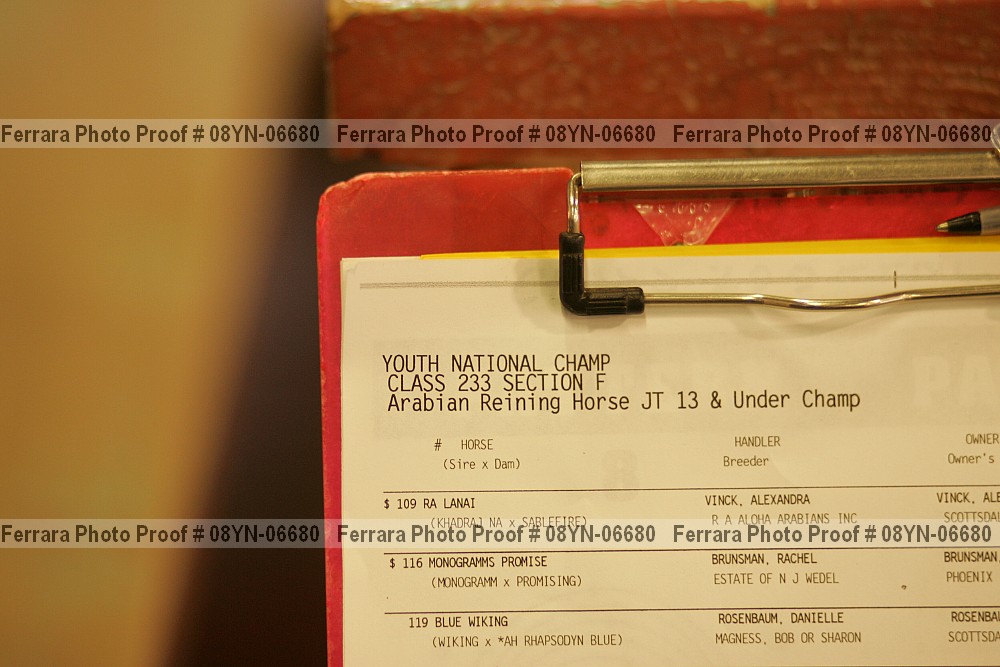 Ferrara Photo Proof # 08YN-06680 Ferrara Photo Proof # 08YN-06680 Ferrara Photo Proof # 08YN-06680
YOUTH NATIONAL CHAMP
CLASS 233 SECTION F
Arabian Reining Horse JT 13 & Under Champ
# HORSE HANDLER OWNER
(Sire x Dam) Breeder Owner's
$ 109 RA LANAI VINCK, ALEXANDRA VINCK, ALE
(KHADRAJ NA x SABLEFIRE) R A ALOHA ARABIANS INC SCOTTSDAL
Ferrara Photo Proof # 08YN-06680 Ferrara Photo Proof # 08YN-06680 Ferrara Photo Proof # 08YN-06680
$ 116 MONOGRAMMS PROMISE BRUNSMAN, RACHEL BRUNSMAN,
(MONOGRAMM x PROMISING) ESTATE OF N J WEDEL PHOENIX
119 BLUE WIKING ROSENBAUM, DANIELLE ROSENBA
(WIKING x *AH RHAPSODYN BLUE) MAGNESS, BOB OR SHARON SCOTTSDA